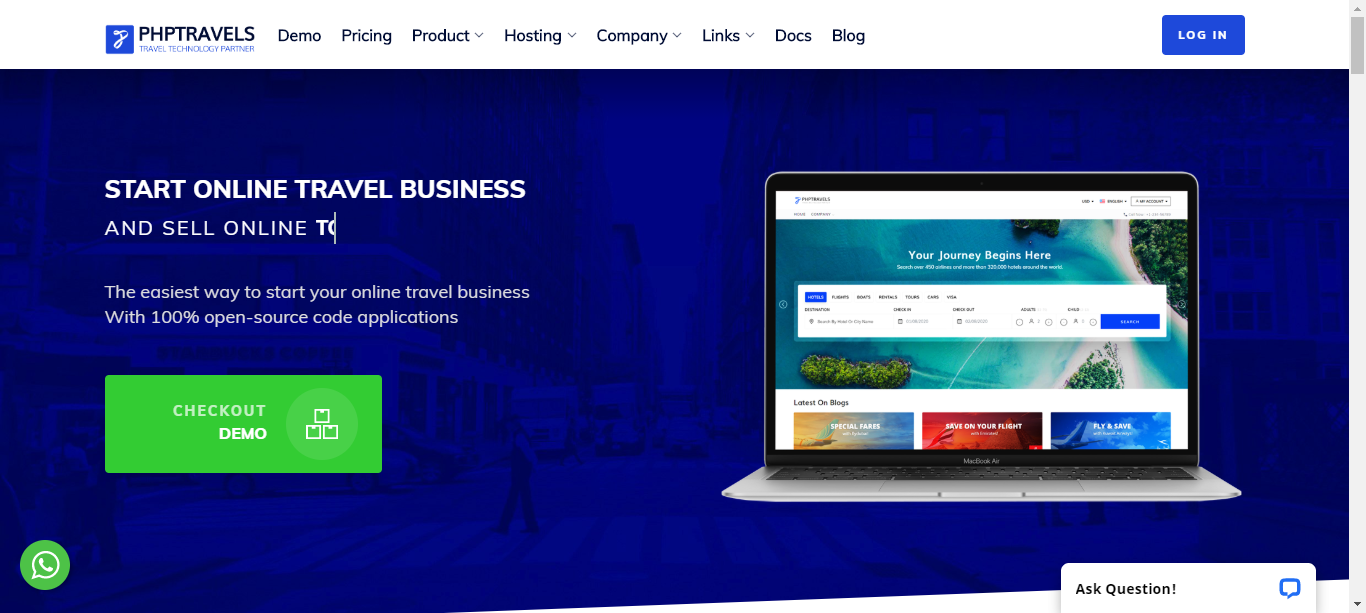 PHPTRAVELS
TRAVEL TECHNOLOGY PARTNER
Demo Pricing Product Hosting Company Links Docs Blog
LOG IN
START ONLINE TRAVEL BUSINESS
AND SELL ONLINE TO
The easiest way to start your online travel business
With 100% open-source code applications
CHECKOUT
DEMO
PHPTRAVELS
USD ENGLISH MY ACCOUNT
HOME COMPANY
Your Journey Begins Here
Search over 450 airlines and more than 320,000 hotels around the world.
HOTELS FLIGHTS BOATS RENTALS TOURS CARS VISA
DESTINATION CHECK IN CHECK OUT ADULTS CHILD
Search By Hotel Or City Name
SEARCH
Latest On Blogs
SPECIAL FARES SAVE ON YOUR FLIGHT FLY & SAVE
MacBook Air
Ask Question!